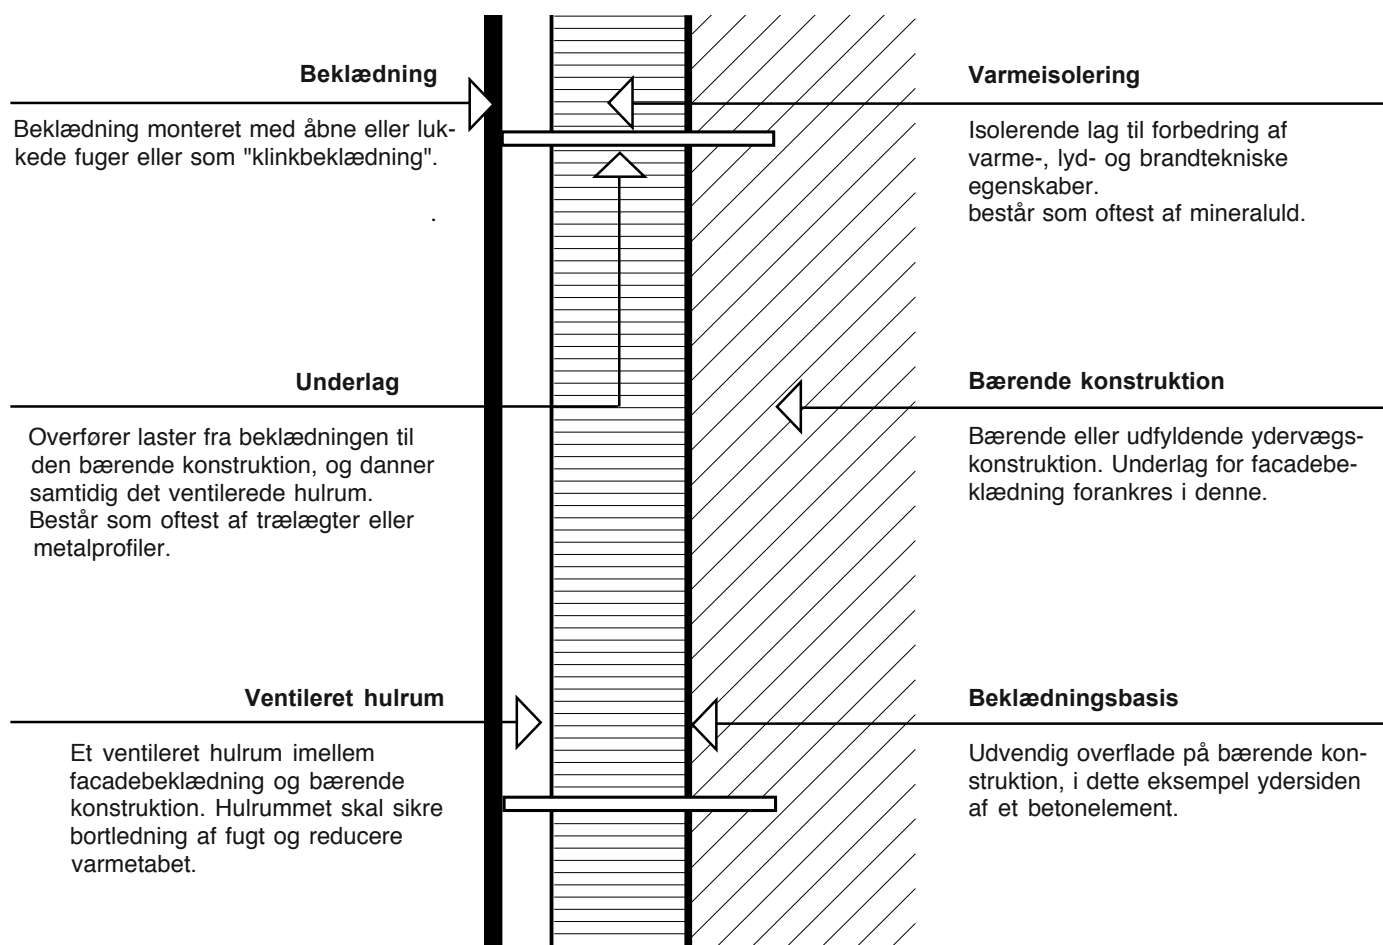 Beklædning
Beklædning monteret med åbne eller luk-
kede fuger eller som "klinkbeklædning".
.
Underlag
Overfører laster fra beklædningen til
den bærende konstruktion, og danner
samtidig det ventilerede hulrum.
Består som oftest af trælægter eller
metalprofiler.
Ventileret hulrum
Et ventileret hulrum imellem
facadebeklædning og bærende
konstruktion. Hulrummet skal sikre
bortledning af fugt og reducere
varmetabet.
Varmeisolering
Isolerende lag til forbedring af
varme-, lyd- og brandtekniske
egenskaber.
består som oftest af mineraluld.
Bærende konstruktion
Bærende eller udfyldende ydervægs-
konstruktion. Underlag for facadebe-
klædning forankres i denne.
Beklædningsbasis
Udvendig overflade på bærende kon-
struktion, i dette eksempel ydersiden
af et betonelement.